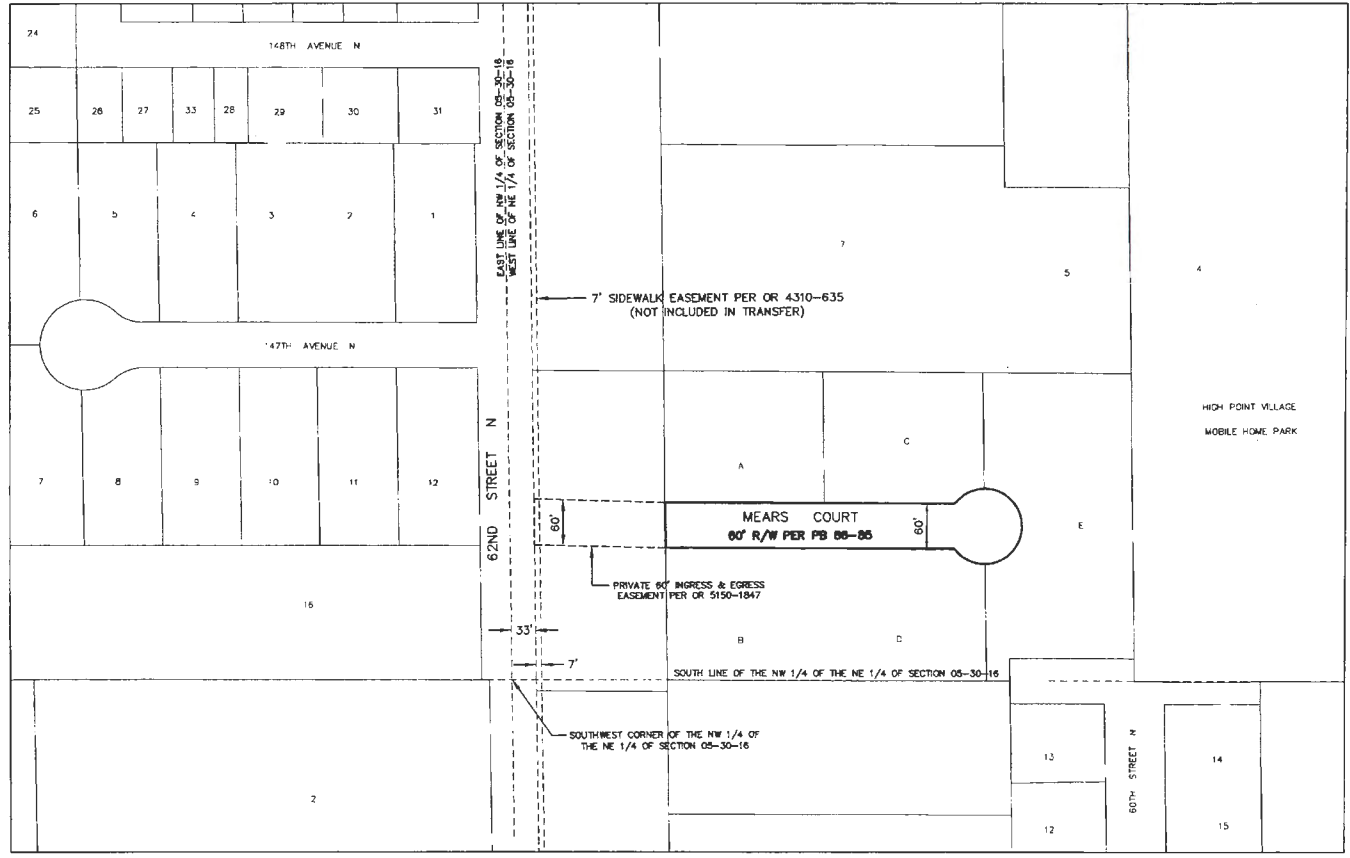 24
148TH AVENUE N
25
26
27
33
28
29
30
31
EAST LINE OF NW 1/4 OF SECTION 05-30-16
WEST LINE OF NE 1/4 OF SECTION 05-30-16
6
5
4
3
2
1
7
5
4
7' SIDEWALK EASEMENT PER OR 4310-635
(NOT INCLUDED IN TRANSFER)
147TH AVENUE N
HIGH POINT VILLAGE
MOBILE HOME PARK
62ND STREET N
7
8
9
10
11
12
A
C
E
60'
MEARS COURT
60' R/W PER PB 86-85
60'
PRIVATE 60' INGRESS & EGRESS
EASEMENT PER OR 5150-1847
16
33'
B
D
7'
SOUTH LINE OF THE NW 1/4 OF THE NE 1/4 OF SECTION 05-30-16
SOUTHWEST CORNER OF THE NW 1/4 OF
THE NE 1/4 OF SECTION 05-30-16
2
13
60TH STREET N
14
12
15